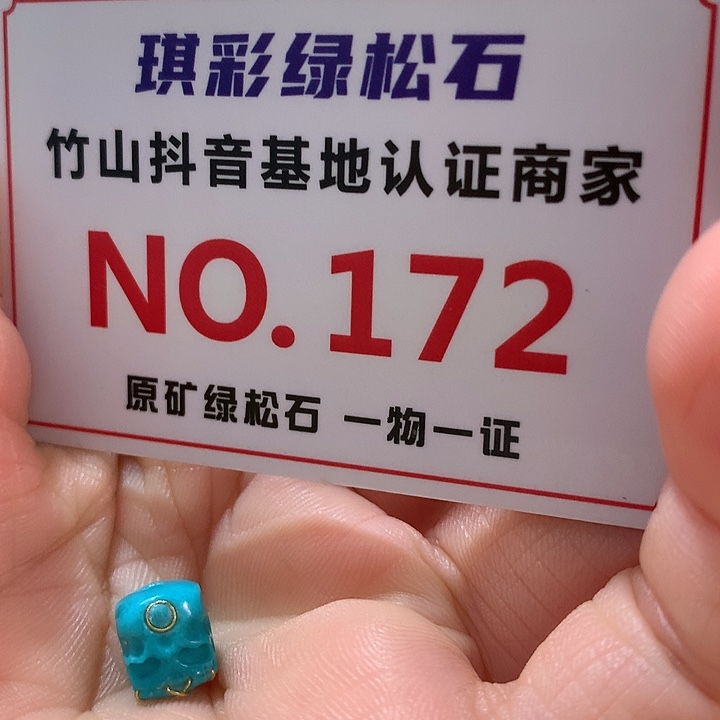 琪彩绿松石
竹山抖音基地认证商家
NO.172
原矿绿松石 一物一证